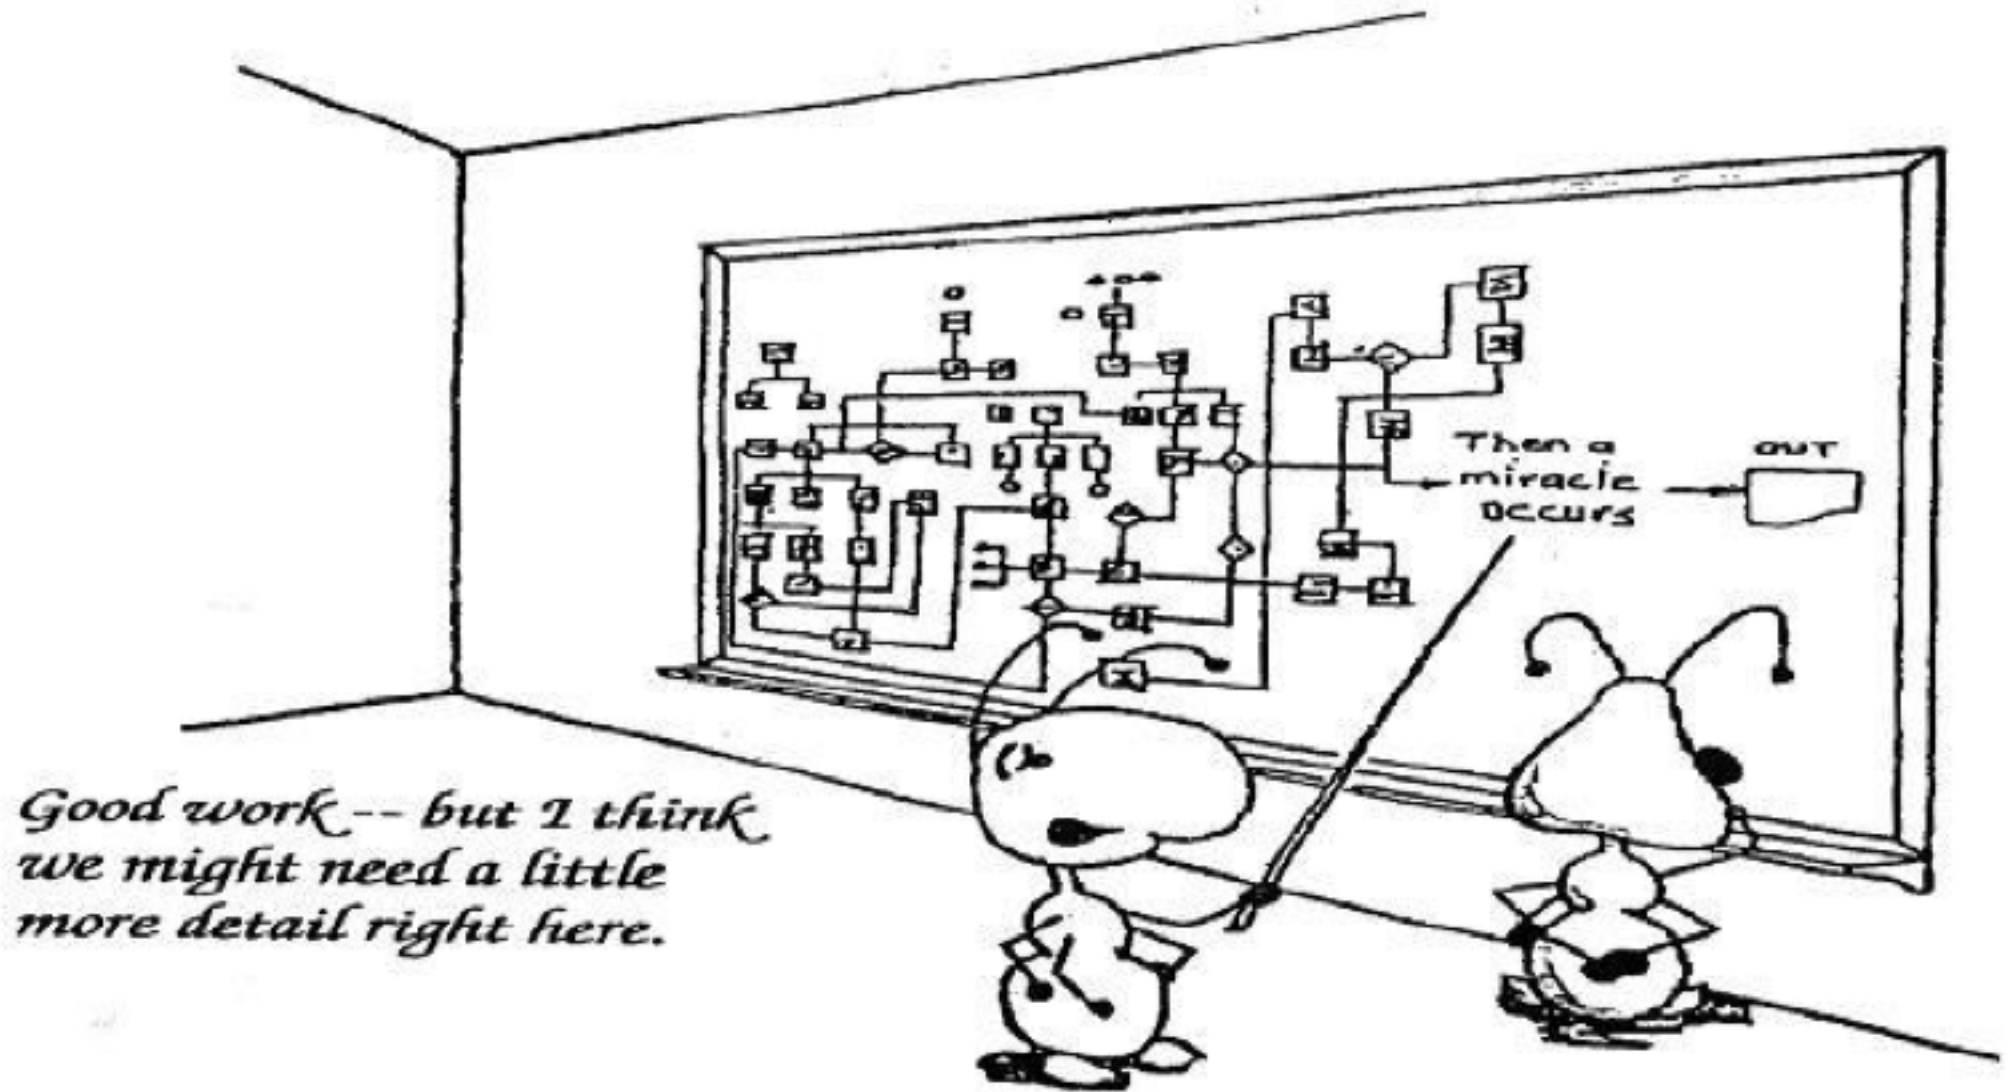 Then a
miracle
occurs
OUT
Good work -- but I think
we might need a little
more detail right here.